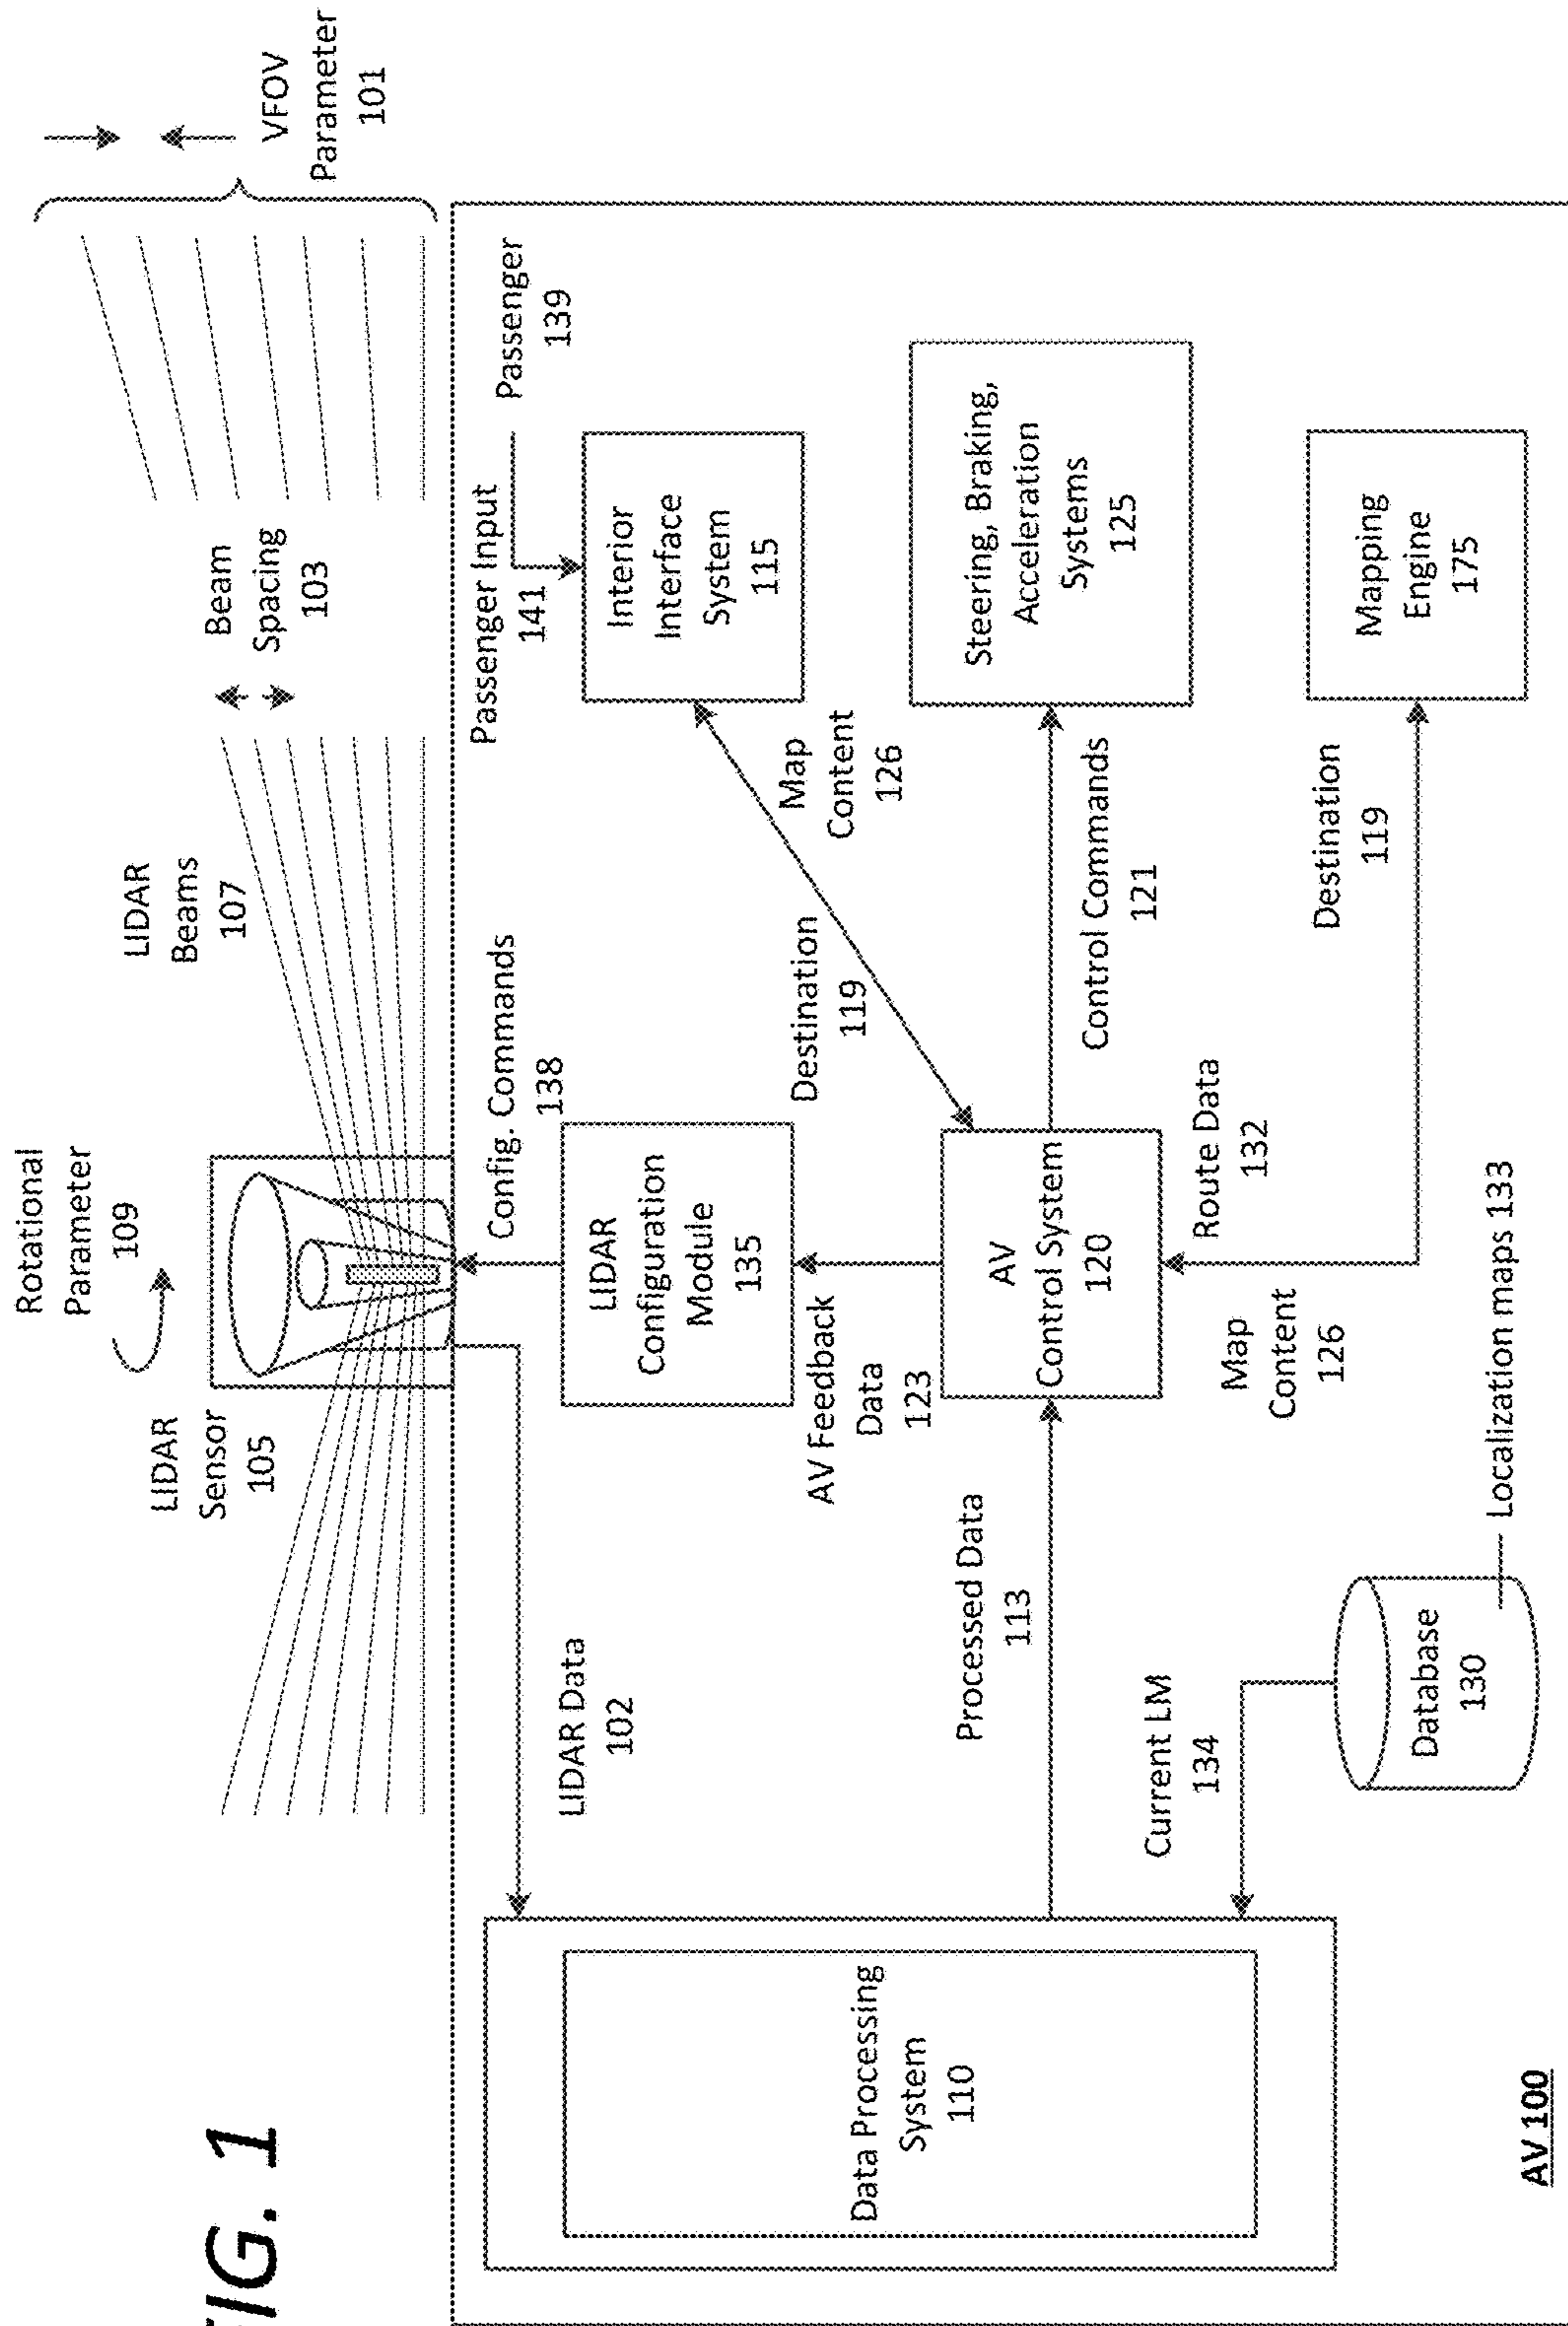 FIG. 1
Rotational
Parameter
109
LIDAR
Sensor
105
LIDAR
Beams
107
Beam
Spacing
103
VFOV
Parameter
101
LIDAR Data
102
Config. Commands
138
Passenger Input
141
Passenger
139
LIDAR
Configuration
Module
135
Interior
Interface
System
115
AV Feedback
Data
123
Destination
119
Map
Content
126
Data Processing
System
110
Processed Data
113
AV
Control System
120
Control Commands
121
Steering, Braking,
Acceleration
Systems
125
Current LM
134
Route Data
132
Map
Content
126
Destination
119
Mapping
Engine
175
Database
130
Localization maps 133
AV 100